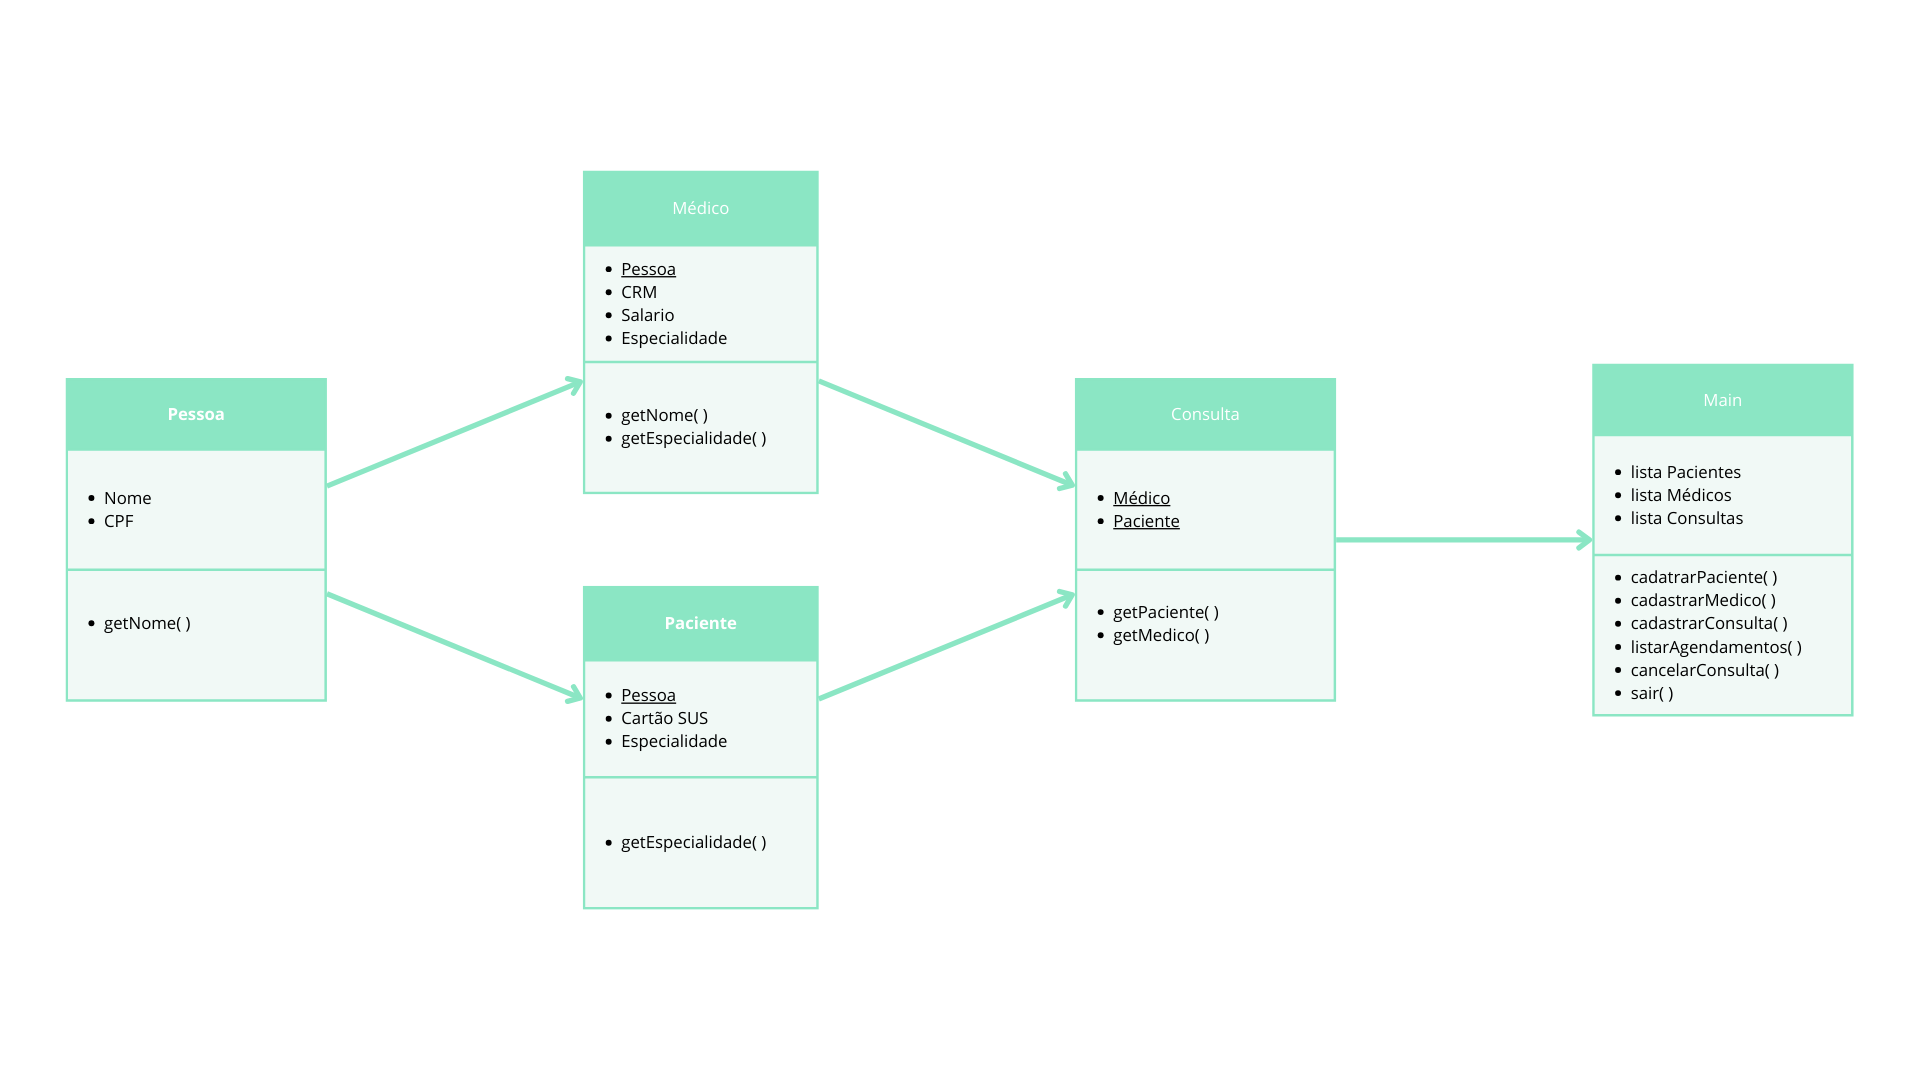 Pessoa
Nome
CPF
getNome( )
Médico
Pessoa
CRM
Salario
Especialidade
getNome( )
getEspecialidade( )
Paciente
Pessoa
Cartão SUS
Especialidade
getEspecialidade( )
Consulta
Médico
Paciente
getPaciente( )
getMedico( )
Main
lista Pacientes
lista Médicos
lista Consultas
cadatrarPaciente( )
cadastrarMedico( )
cadastrarConsulta( )
listarAgendamentos( )
cancelarConsulta( )
sair( )